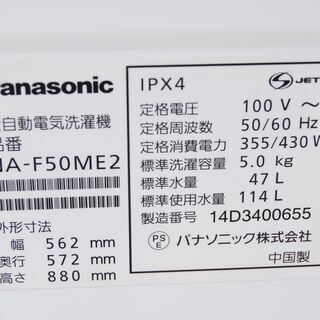 Panasonic
全自動電気洗濯機
品番
NA-F50ME2
外形寸法
幅 562 mm
奥行 572 mm
高さ 880 mm
IPX4
JET
定格電圧 100 V ～
定格周波数 50/60 Hz
定格消費電力 355/430 W
標準洗濯容量 5.0 kg
標準水量 47 L
標準使用水量 114 L
製造番号 14D3400655
PS E パナソニック株式会社
中国製